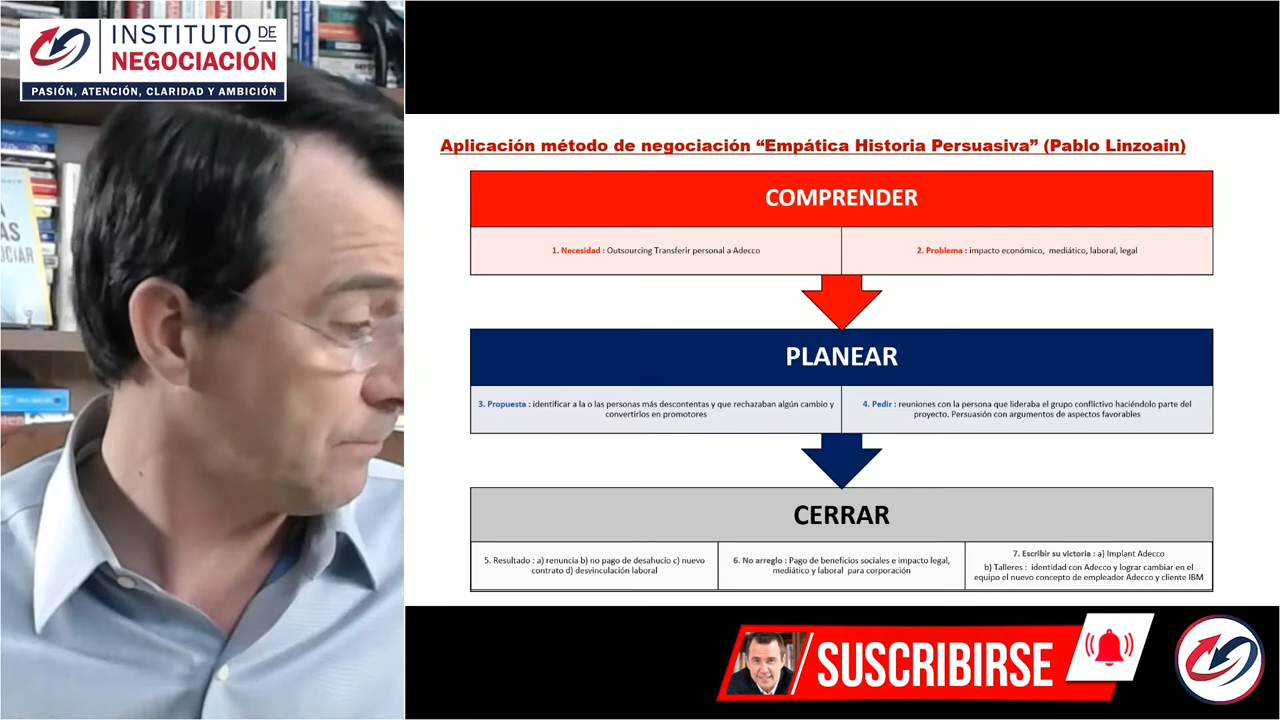 INSTITUTO DE
NEGOCIACIÓN
PASIÓN, ATENCIÓN, CLARIDAD Y AMBICIÓN
Aplicación método de negociación “Empática Historia Persuasiva” (Pablo Linzoain)
COMPRENDER
1. Necesidad : Outsourcing Transferir personal a Adecco
2. Problema : impacto económico, mediático, laboral, legal
PLANEAR
3. Propuesta : identificar a la o las personas más descontentas y que rechazaban algún cambio y
convertirlos en promotores
4. Pedir : reuniones con la persona que lideraba el grupo conflictivo haciéndolo parte del
proyecto. Persuasión con argumentos de aspectos favorables
CERRAR
5. Resultado : a) renuncia b) no pago de desahucio c) nuevo
contrato d) desvinculación laboral
6. No arreglo : Pago de beneficios sociales e impacto legal,
mediático y laboral para corporación
7. Escribir su victoria : a) Implant Adecco
b) Talleres : identidad con Adecco y lograr cambiar en el
equipo el nuevo concepto de empleador Adecco y cliente IBM
SUSCRIBIRSE